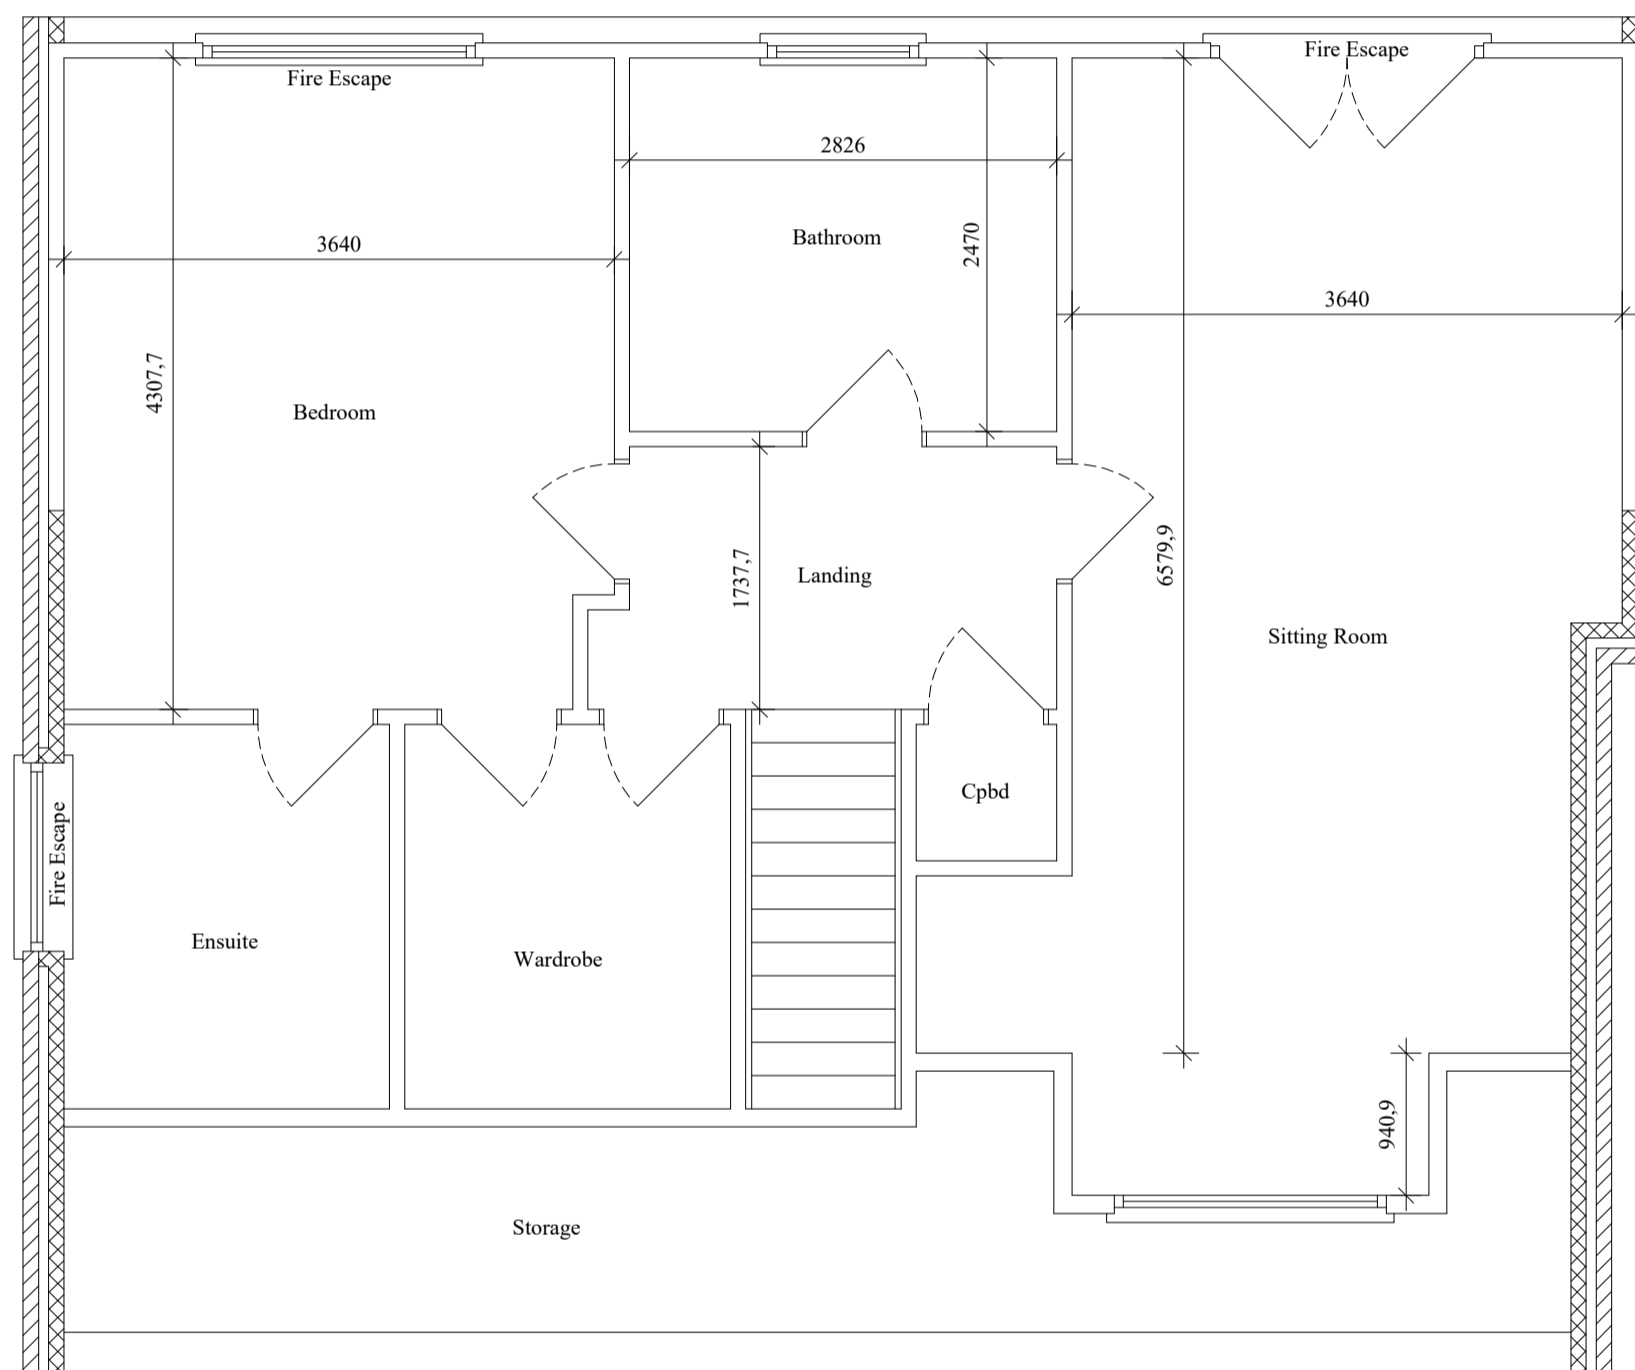 Fire Escape
Fire Escape
2826
Bathroom
2470
3640
3640
4307,7
Bedroom
1737,7
Landing
6579,9
Sitting Room
Cpbd
Fire Escape
Ensuite
Wardrobe
940,9
Storage